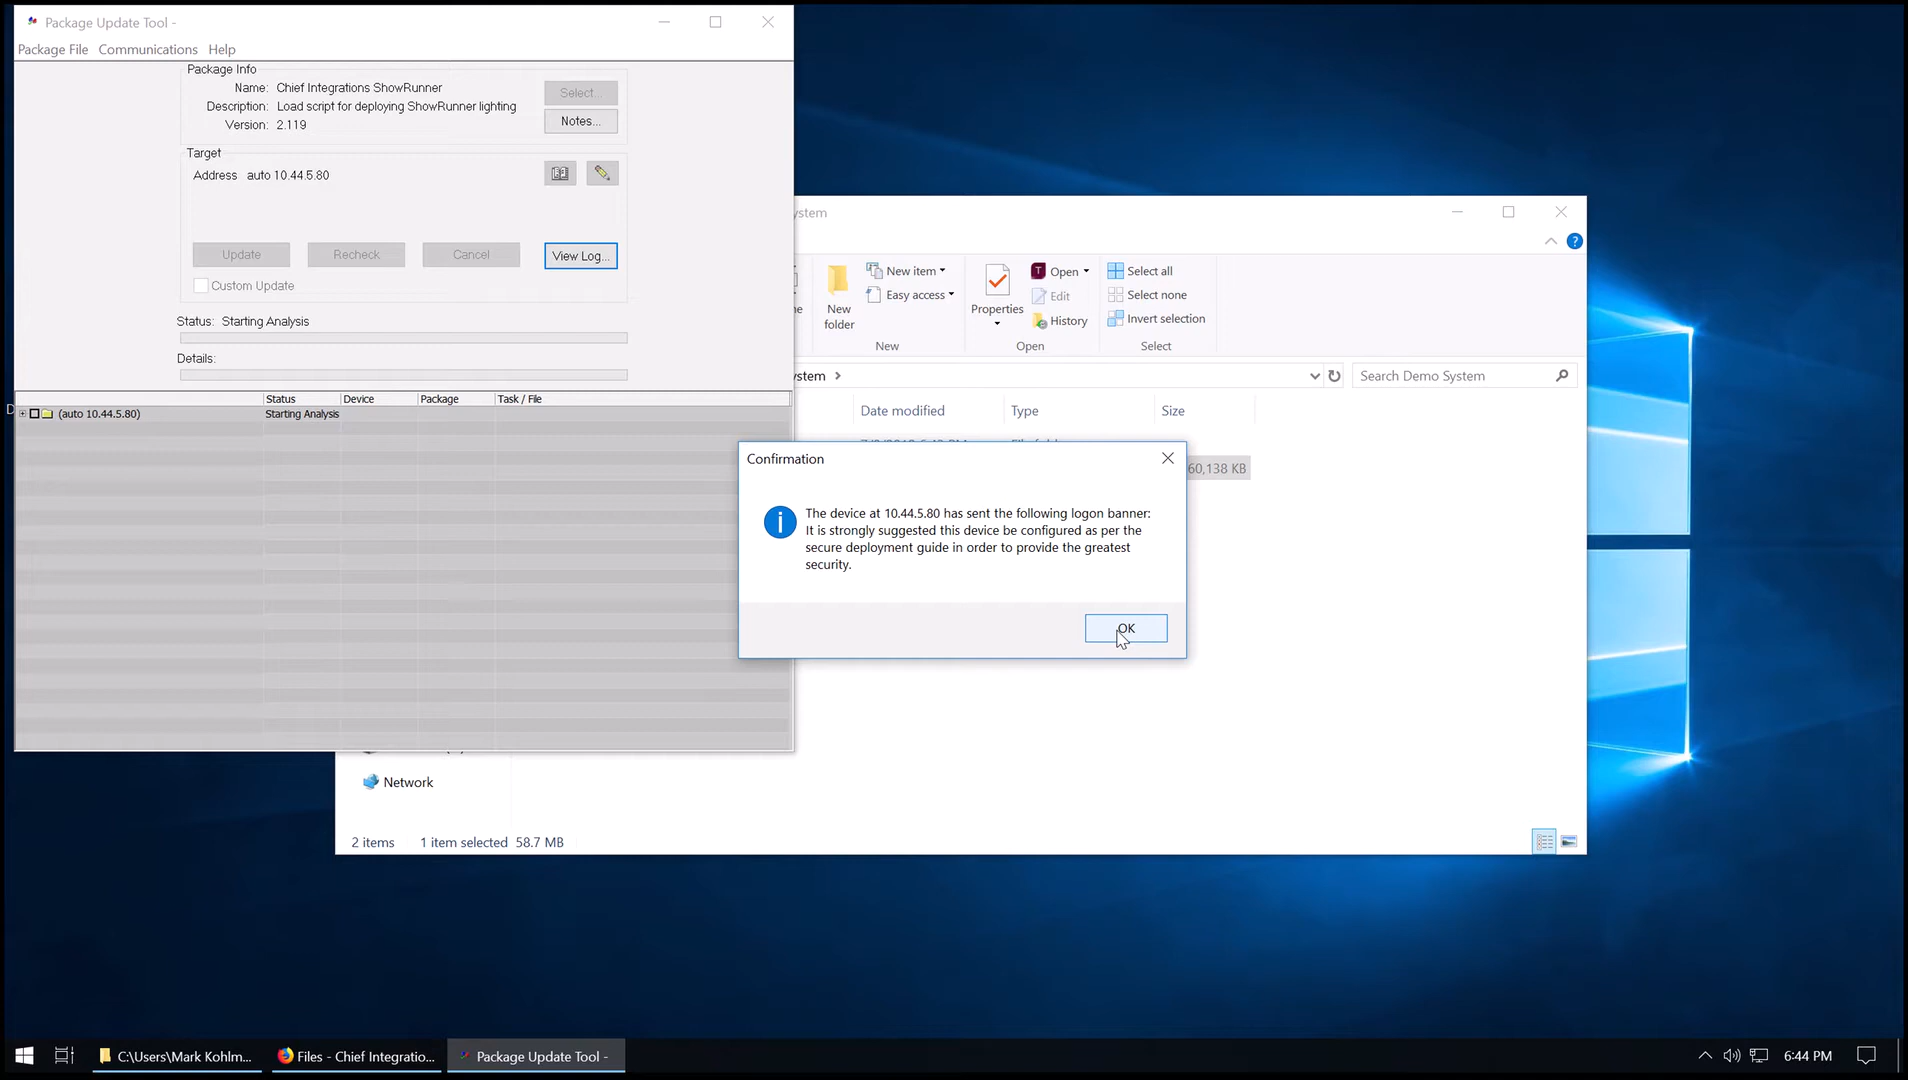 Package Update Tool -
Package File Communications Help
Package Info
Name: Chief Integrations ShowRunner
Select...
Description: Load script for deploying ShowRunner lighting
Version: 2.119
Notes...
Target
Address auto 10.44.5.80
Update Recheck Cancel View Log...
Custom Update
Status: Starting Analysis
Details:
Status Device Package Task / File
(auto 10.44.5.80) Starting Analysis
ystem
New item
Easy access
New folder
New
Properties
Open
Edit
History
Open
Select all
Select none
Invert selection
Select
ystem
Search Demo System
Date modified Type Size
60,138 KB
Confirmation
The device at 10.44.5.80 has sent the following logon banner:
It is strongly suggested this device be configured as per the
secure deployment guide in order to provide the greatest
security.
OK
Network
2 items 1 item selected 58.7 MB
C:\Users\Mark Kohlm... Files - Chief Integratio... Package Update Tool - 6:44 PM